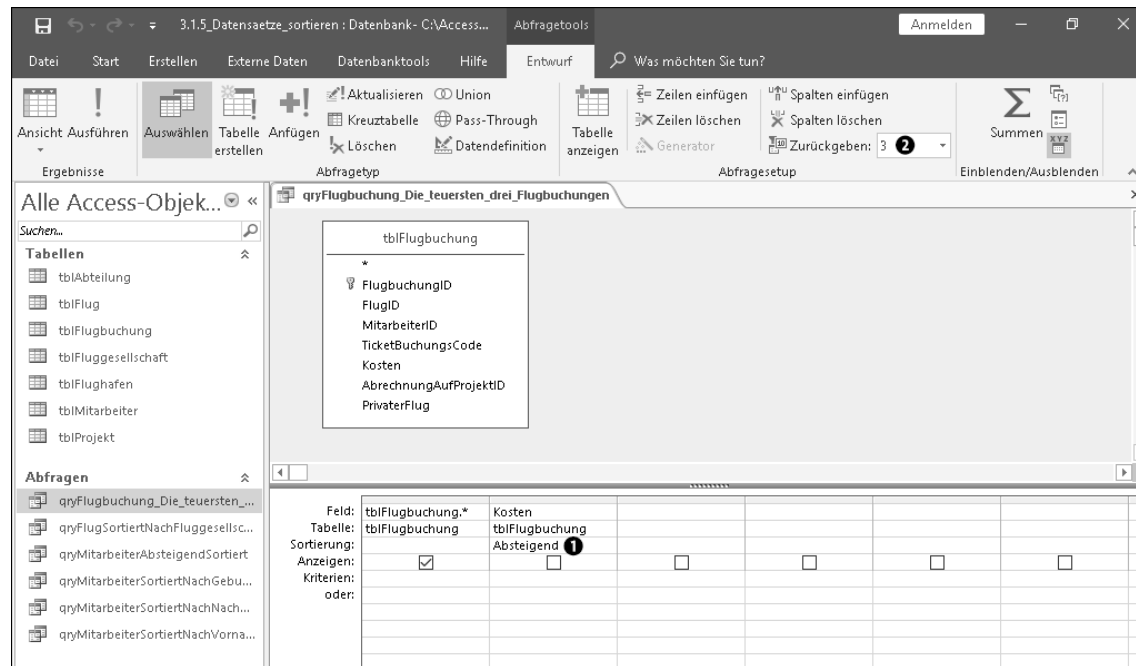 3.1.5_Datensaetze_sortieren : Datenbank- C:\Access... Abfragetools Anmelden
Datei Start Erstellen Externe Daten Datenbanktools Hilfe Entwurf Was möchten Sie tun?
Ansicht Ausführen Auswählen Tabelle erstellen Anfügen
Aktualisieren Union
Kreuztabelle Pass-Through
Löschen Datendefinition
Tabelle anzeigen
Zeilen einfügen
Zeilen löschen
Generator
Spalten einfügen
Spalten löschen
Zurückgeben: 3 2
Summen
XYZ
Ergebnisse Abfragetyp Abfragesetup Einblenden/Ausblenden
Alle Access-Objek... «
Suchen...
Tabellen
tblAbteilung
tblFlug
tblFlugbuchung
tblFluggesellschaft
tblFlughafen
tblMitarbeiter
tblProjekt
Abfragen
qryFlugbuchung_Die_teuersten_...
qryFlugSortiertNachFluggesellsc...
qryMitarbeiterAbsteigendSortiert
qryMitarbeiterSortiertNachGebu...
qryMitarbeiterSortiertNachNach...
qryMitarbeiterSortiertNachVorna...
qryFlugbuchung_Die_teuersten_drei_Flugbuchungen
tblFlugbuchung
*
FlugbuchungID
FlugID
MitarbeiterID
TicketBuchungsCode
Kosten
AbrechnungAufProjektID
PrivaterFlug
Feld: tblFlugbuchung.* Kosten
Tabelle: tblFlugbuchung tblFlugbuchung
Sortierung: Absteigend 1
Anzeigen:
Kriterien:
oder: